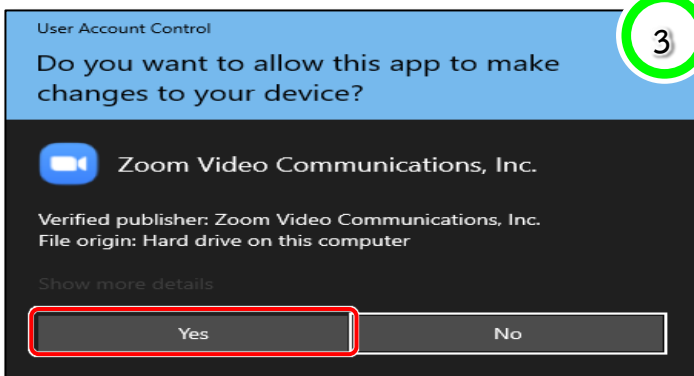 User Account Control
3
Do you want to allow this app to make
changes to your device?
Zoom Video Communications, Inc.
Verified publisher: Zoom Video Communications, Inc.
File origin: Hard drive on this computer
Show more details
Yes
No